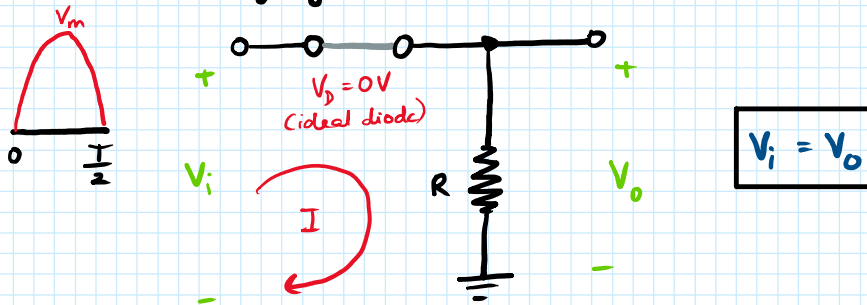 Vm
0
T/2
+
VD = 0V
(ideal diode)
Vi
I
-
R
+
Vo
-
Vi = Vo